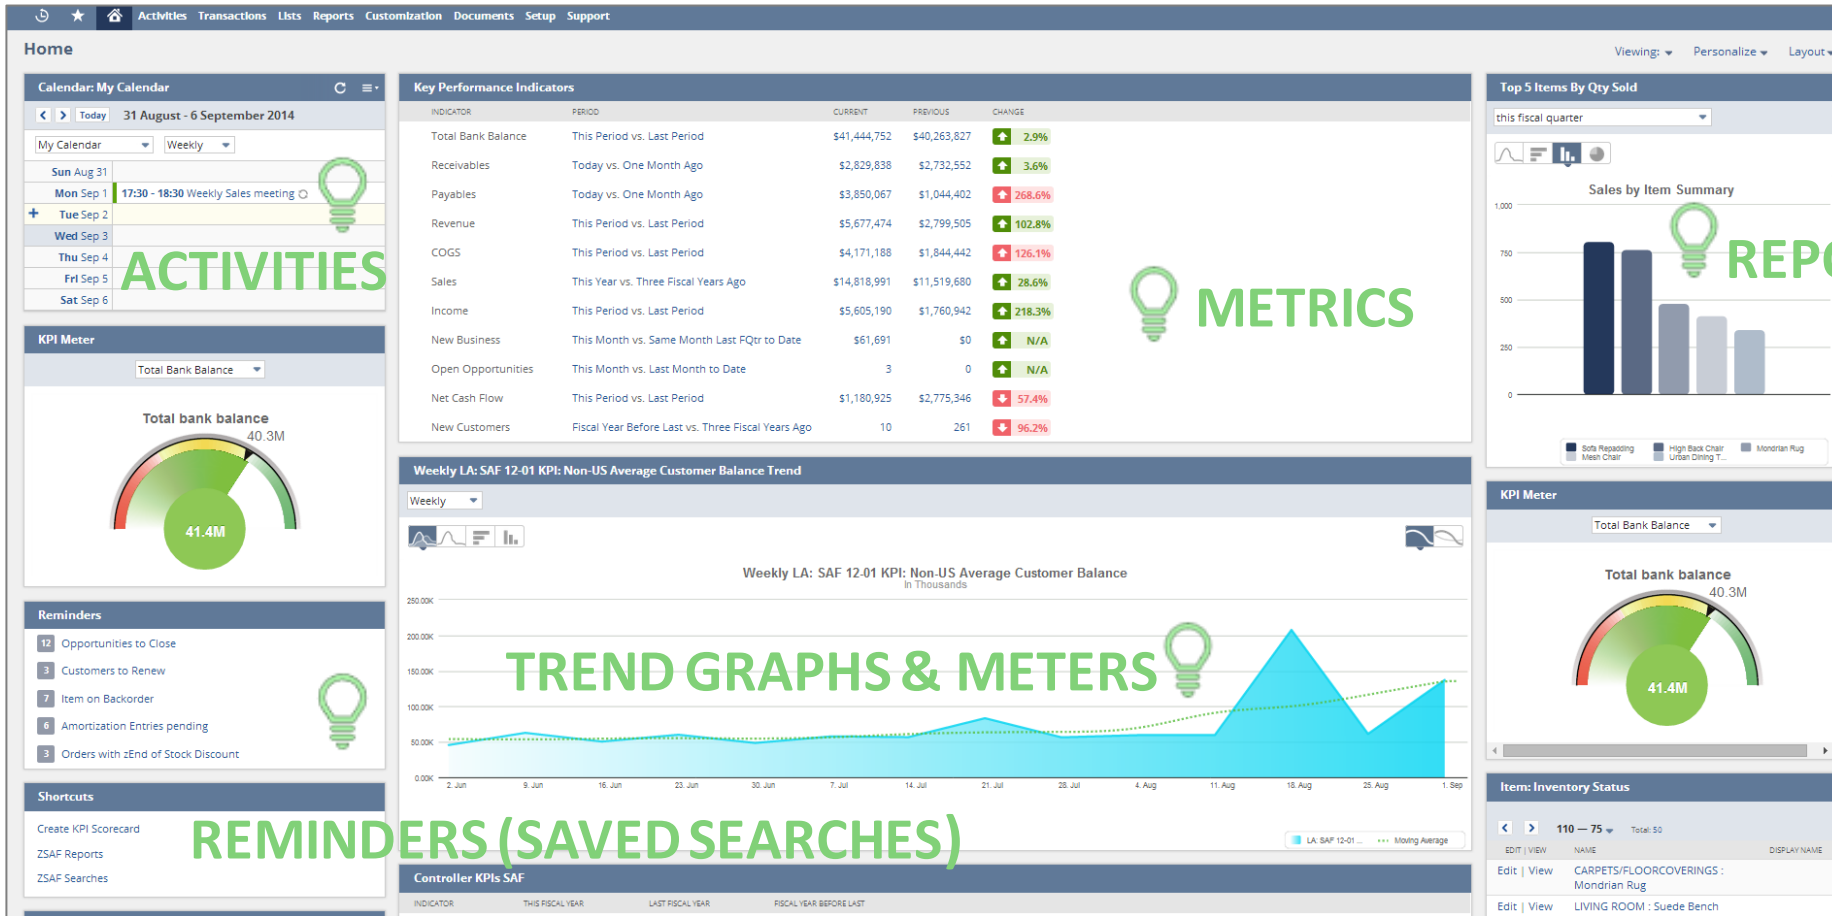 Activities Transactions Lists Reports Customization Documents Setup Support
Home
Viewing: Personalize Layout
Calendar: My Calendar
Today 31 August - 6 September 2014
My Calendar Weekly
Sun Aug 31
Mon Sep 1 17:30 - 18:30 Weekly Sales meeting
Tue Sep 2
Wed Sep 3
Thu Sep 4
Fri Sep 5
Sat Sep 6
ACTIVITIES
KPI Meter
Total Bank Balance
Total bank balance
40.3M
41.4M
Reminders
12 Opportunities to Close
3 Customers to Renew
7 Item on Backorder
6 Amortization Entries pending
3 Orders with zEnd of Stock Discount
Shortcuts
Create KPI Scorecard
ZSAF Reports
ZSAF Searches
REMINDERS (SAVED SEARCHES)
Key Performance Indicators
INDICATOR PERIOD CURRENT PREVIOUS CHANGE
Total Bank Balance This Period vs. Last Period $41,444,752 $40,263,827 2.9%
Receivables Today vs. One Month Ago $2,829,838 $2,732,552 3.6%
Payables Today vs. One Month Ago $3,850,067 $1,044,402 268.6%
Revenue This Period vs. Last Period $5,677,474 $2,799,505 102.8%
COGS This Period vs. Last Period $4,171,188 $1,844,442 126.1%
Sales This Year vs. Three Fiscal Years Ago $14,818,991 $11,519,680 28.6%
Income This Period vs. Last Period $5,605,190 $1,760,942 218.3%
New Business This Month vs. Same Month Last FQtr to Date $61,691 $0 N/A
Open Opportunities This Month vs. Last Month to Date 3 0 N/A
Net Cash Flow This Period vs. Last Period $1,180,925 $2,775,346 57.4%
New Customers Fiscal Year Before Last vs. Three Fiscal Years Ago 10 261 96.2%
METRICS
Weekly LA: SAF 12-01 KPI: Non-US Average Customer Balance Trend
Weekly
Weekly LA: SAF 12-01 KPI: Non-US Average Customer Balance
In Thousands
250.00K
200.00K
150.00K
100.00K
50.00K
0.00K
2. Jun 9. Jun 16. Jun 23. Jun 30. Jun 7. Jul 14. Jul 21. Jul 28. Jul 4. Aug 11. Aug 18. Aug 25. Aug 1. Sep
TREND GRAPHS & METERS
LA: SAF 12-01 ... Moving Average
Controller KPIs SAF
INDICATOR THIS FISCAL YEAR LAST FISCAL YEAR FISCAL YEAR BEFORE LAST
Top 5 Items By Qty Sold
this fiscal quarter
Sales by Item Summary
1,000
750
500
250
0
REPO
Sofa Repadding High Back Chair Mondrian Rug
Mesh Chair Urban Dining T...
KPI Meter
Total Bank Balance
Total bank balance
40.3M
41.4M
Item: Inventory Status
110 — 75 Total: 50
EDIT | VIEW NAME DISPLAY NAME
Edit | View CARPETS/FLOORCOVERINGS :
Mondrian Rug
Edit | View LIVING ROOM : Suede Bench